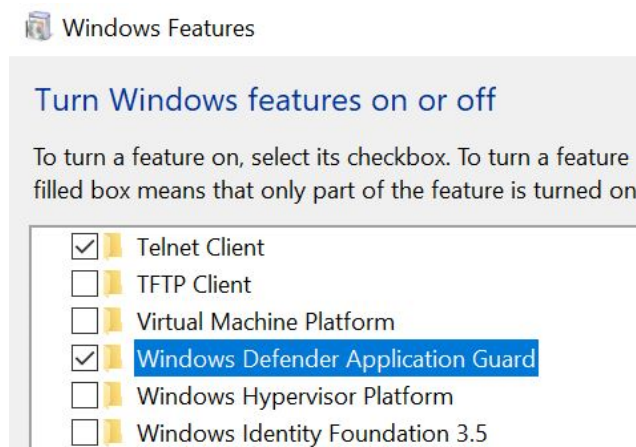 Windows Features
Turn Windows features on or off
To turn a feature on, select its checkbox. To turn a feature
filled box means that only part of the feature is turned on
Telnet Client
TFTP Client
Virtual Machine Platform
Windows Defender Application Guard
Windows Hypervisor Platform
Windows Identity Foundation 3.5